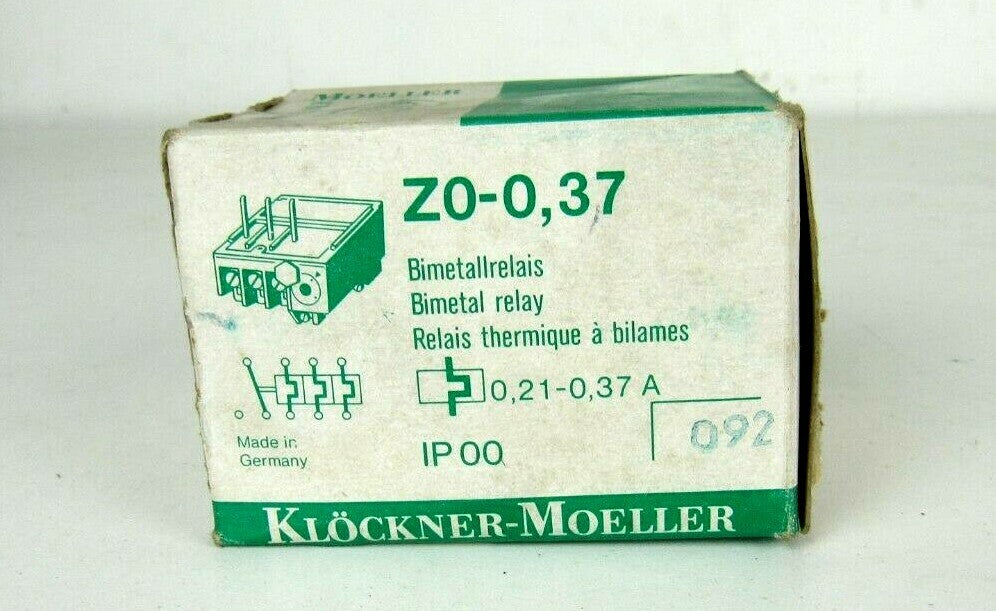 MOELLER
Z0-0,37
Bimetallrelais
Bimetal relay
Relais thermique à bilames
0,21-0,37 A
Made in
Germany
IP 00
092
KLÖCKNER-MOELLER